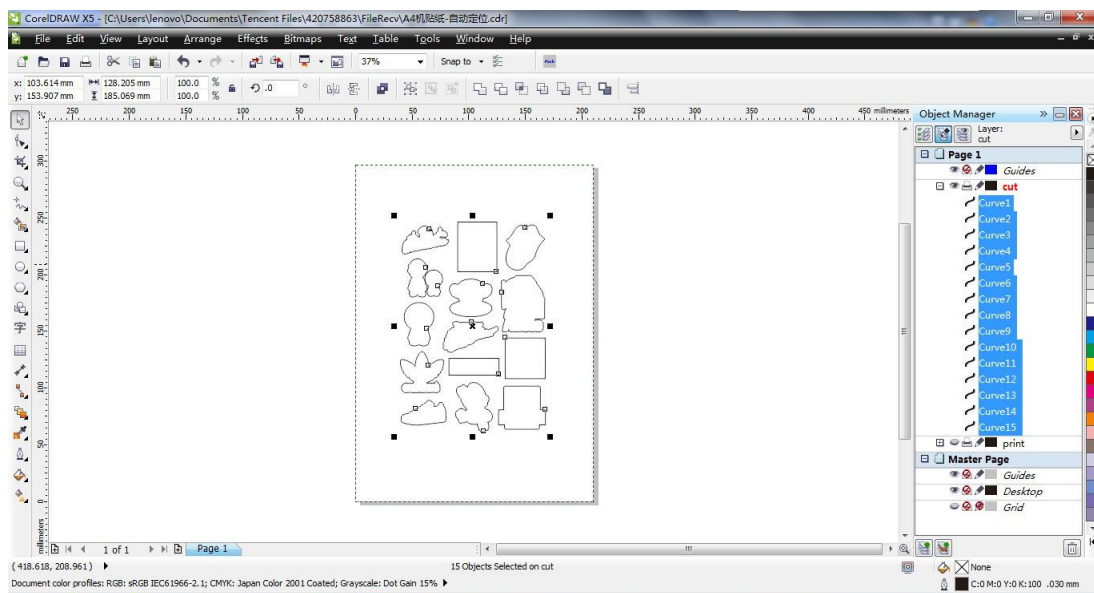 CorelDRAW X5 - [C:\Users\lenovo\Documents\Tencent Files\420758863\FileRecv\A4机贴纸-自动定位.cdr]
File Edit View Layout Arrange Effects Bitmaps Text Table Tools Window Help
37% Snap to
x: 103.614 mm 128.205 mm 100.0 % .0 °
y: 153.907 mm 185.069 mm 100.0 %
250 200 150 100 50 0 50 100 150 200 250 300 350 400 450 millimeters
300
250
200
150
100
50
0
millimeters
字
Object Manager
Layer:
cut
Page 1
Guides
cut
Curve1
Curve2
Curve3
Curve4
Curve5
Curve6
Curve7
Curve8
Curve9
Curve10
Curve11
Curve12
Curve13
Curve14
Curve15
print
Master Page
Guides
Desktop
Grid
1 of 1 Page 1
( 418.618, 208.961 ) 15 Objects Selected on cut None
Document color profiles: RGB: sRGB IEC61966-2.1; CMYK: Japan Color 2001 Coated; Grayscale: Dot Gain 15% C:0 M:0 Y:0 K:100 .030 mm